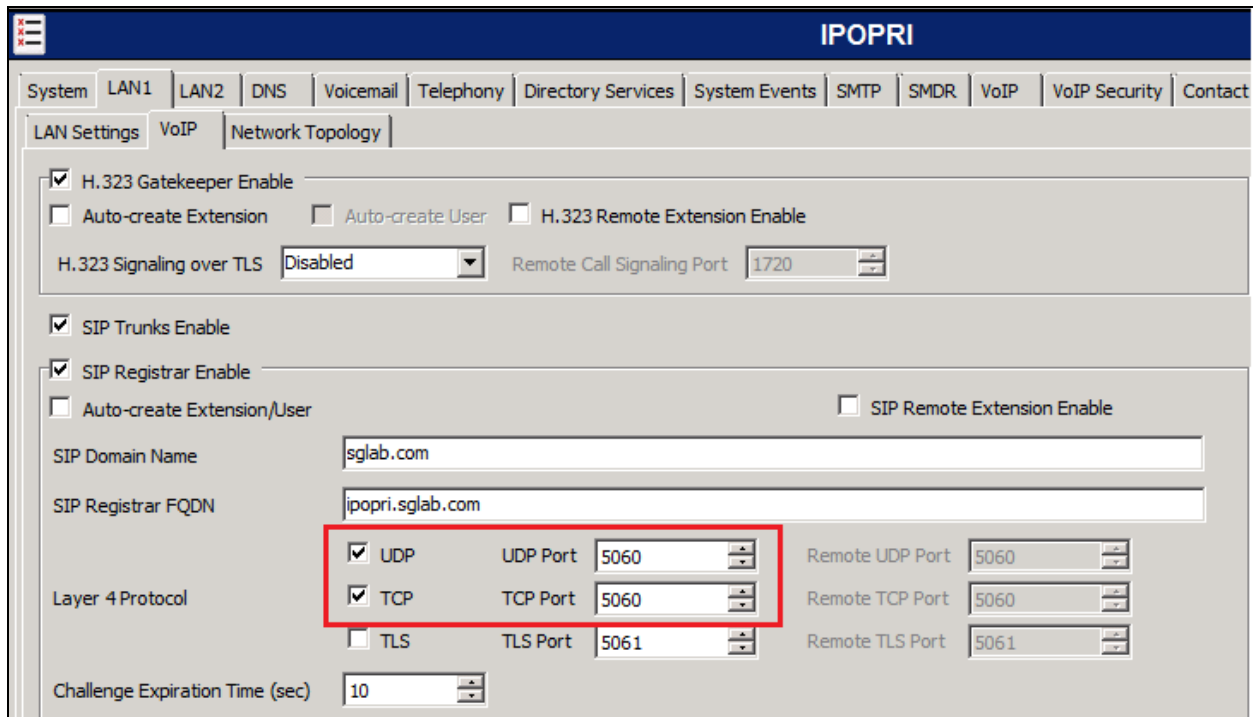 IPOPRI
System LAN1 LAN2 DNS Voicemail Telephony Directory Services System Events SMTP SMDR VoIP VoIP Security Contact
LAN Settings VoIP Network Topology
H.323 Gatekeeper Enable
Auto-create Extension Auto-create User H.323 Remote Extension Enable
H.323 Signaling over TLS Disabled Remote Call Signaling Port 1720
SIP Trunks Enable
SIP Registrar Enable
Auto-create Extension/User SIP Remote Extension Enable
SIP Domain Name sglab.com
SIP Registrar FQDN ipopri.sglab.com
UDP UDP Port 5060 Remote UDP Port 5060
Layer 4 Protocol TCP TCP Port 5060 Remote TCP Port 5060
TLS TLS Port 5061 Remote TLS Port 5061
Challenge Expiration Time (sec) 10